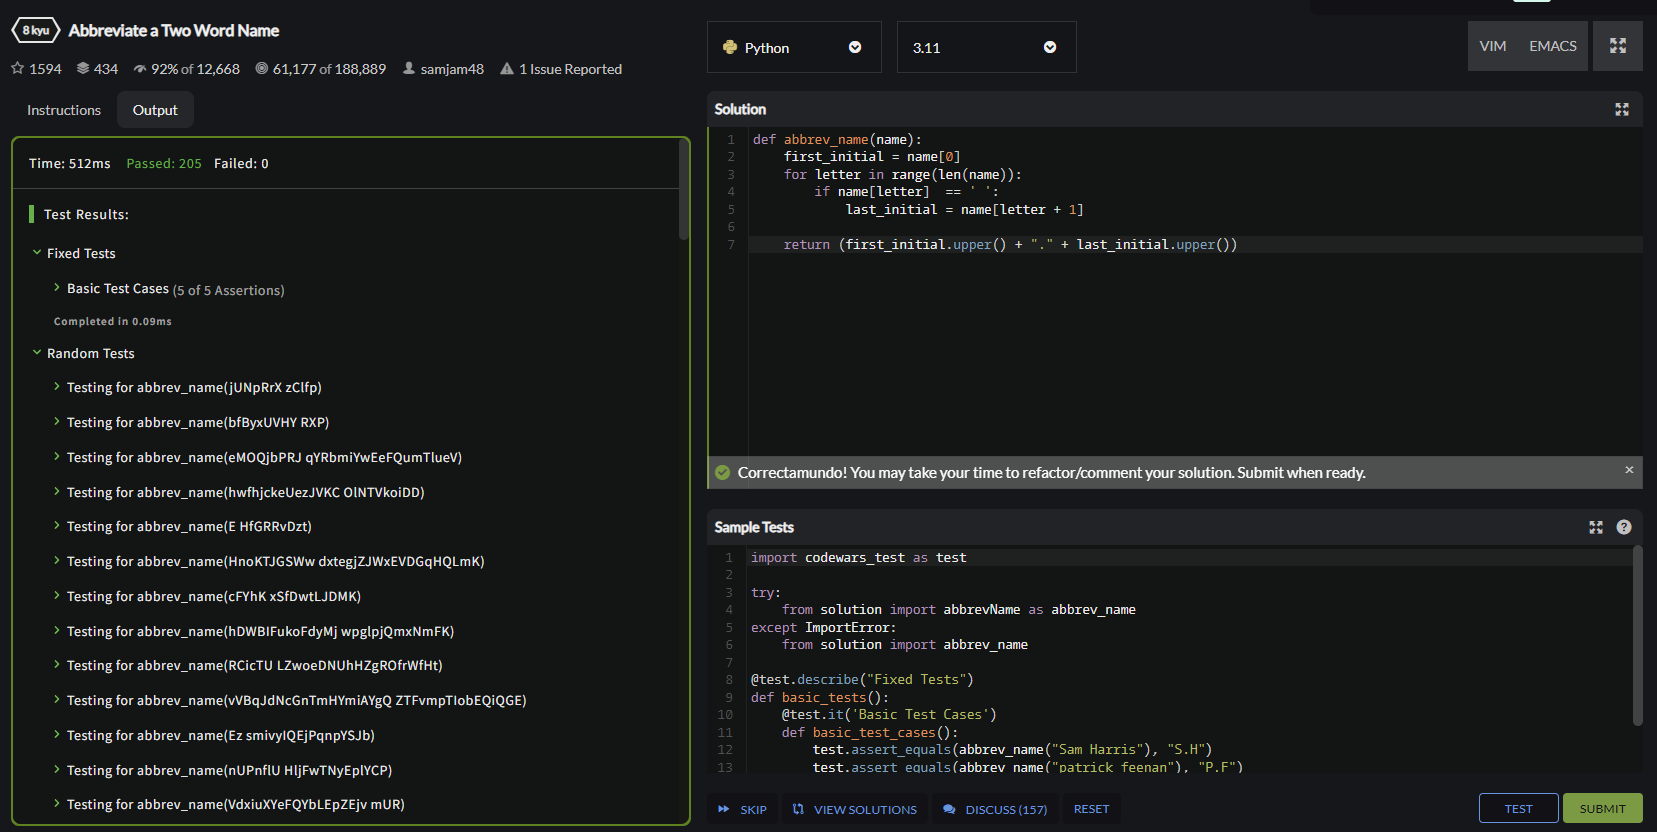 8 kyu Abbreviate a Two Word Name
1594 434 92% of 12,668 61,177 of 188,889 samjam48 1 Issue Reported
Instructions Output
Time: 512ms Passed: 205 Failed: 0
Test Results:
Fixed Tests
Basic Test Cases (5 of 5 Assertions)
Completed in 0.09ms
Random Tests
Testing for abbrev_name(jUNpRrX zClfp)
Testing for abbrev_name(bfByxUVHY RXP)
Testing for abbrev_name(eMOQjbPRJ qYRbmiYwEeFQumTlueV)
Testing for abbrev_name(hwfhjckeUezJVKC OlNTVkoiDD)
Testing for abbrev_name(E HfGRRvDzt)
Testing for abbrev_name(HnoKTJGSWw dxtegjZJWxEVDGqHQLmK)
Testing for abbrev_name(cFYhK xSfDwtLJDMK)
Testing for abbrev_name(hDWBIFukoFdyMj wpglpjQmxNmFK)
Testing for abbrev_name(RCicTU LZwoeDNUhHZgROfrWfHt)
Testing for abbrev_name(vVBqJdNcGnTmHYmiAYgQ ZTFvmpTIobEQiQGE)
Testing for abbrev_name(Ez smivyIQEjPqnpYSJb)
Testing for abbrev_name(nUPnflU HljFwTNyEplYCP)
Testing for abbrev_name(VdxiuXYeFQYbLEpZEjv mUR)
Python 3.11 VIM EMACS
Solution
1 def abbrev_name(name):
2 first_initial = name[0]
3 for letter in range(len(name)):
4 if name[letter]  == ' ':
5 last_initial = name[letter + 1]
6
7 return (first_initial.upper() + "." + last_initial.upper())
Correctamundo! You may take your time to refactor/comment your solution. Submit when ready. ×
Sample Tests
1 import codewars_test as test
2
3 try:
4 from solution import abbrevName as abbrev_name
5 except ImportError:
6 from solution import abbrev_name
7
8 @test.describe("Fixed Tests")
9 def basic_tests():
10 @test.it('Basic Test Cases')
11 def basic_test_cases():
12 test.assert_equals(abbrev_name("Sam Harris"), "S.H")
13 test.assert_equals(abbrev_name("patrick feenan"), "P.F")
SKIP VIEW SOLUTIONS DISCUSS (157) RESET TEST SUBMIT